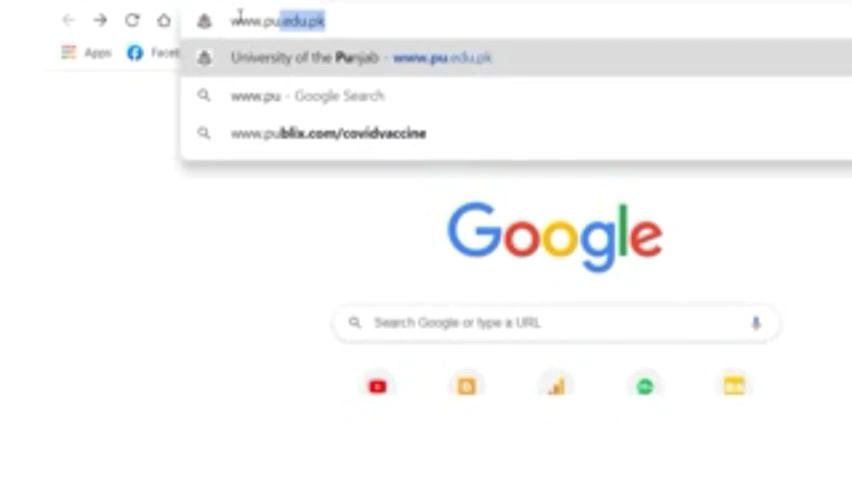 www.pu.edu.pk
Apps Faceb
University of the Punjab - www.pu.edu.pk
www.pu - Google Search
www.publix.com/covidvaccine
Google
Search Google or type a URL